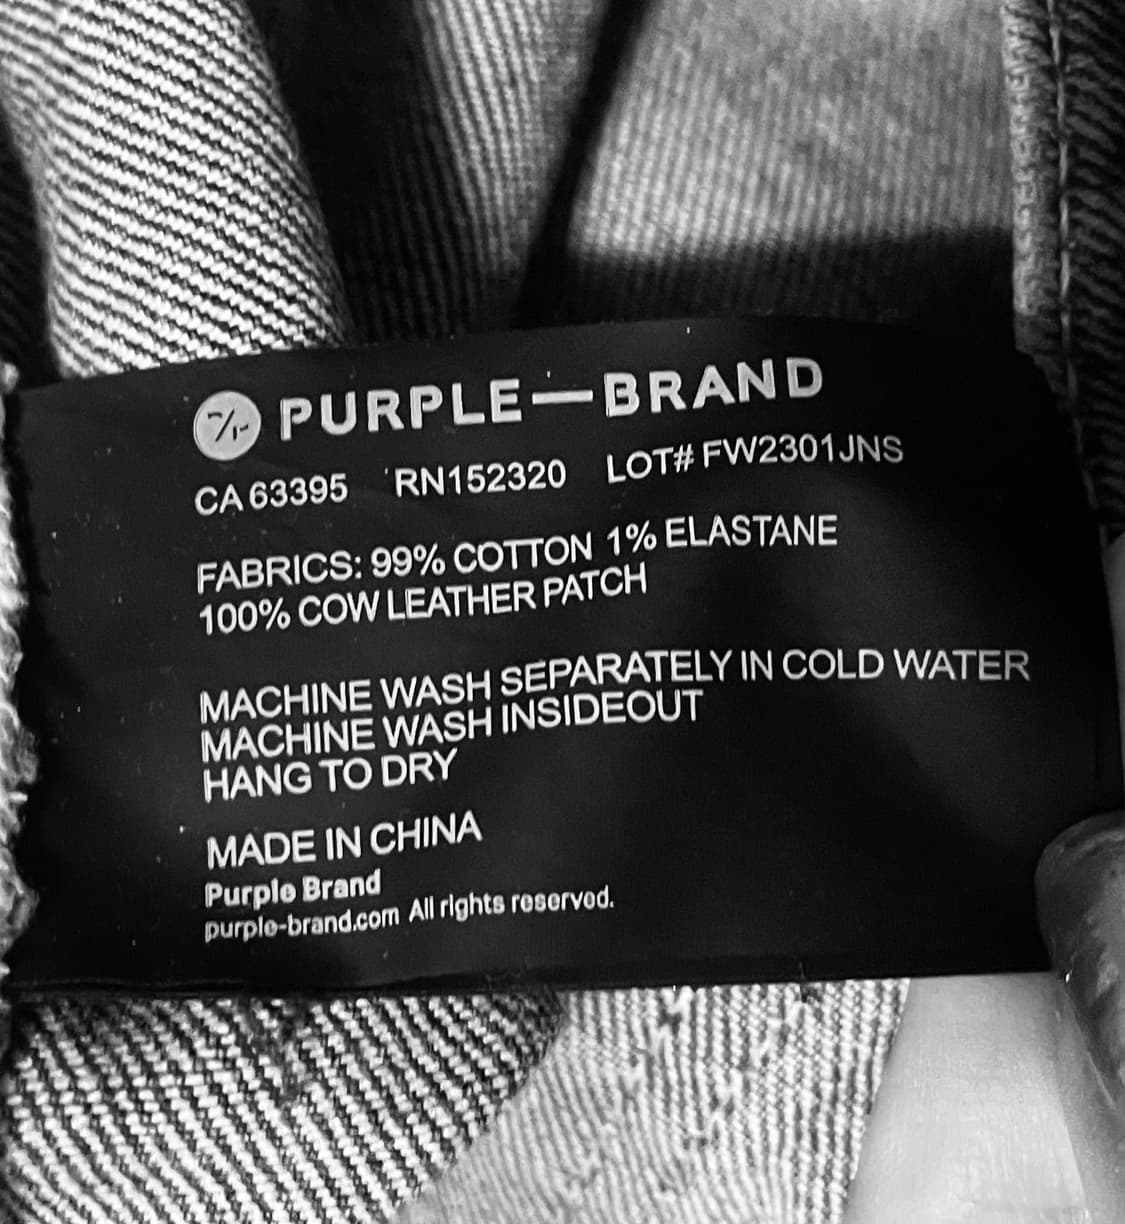 PURPLE—BRAND
CA 63395 RN152320 LOT# FW2301JNS
FABRICS: 99% COTTON 1% ELASTANE
100% COW LEATHER PATCH
MACHINE WASH SEPARATELY IN COLD WATER
MACHINE WASH INSIDEOUT
HANG TO DRY
MADE IN CHINA
Purple Brand
purple-brand.com All rights reserved.